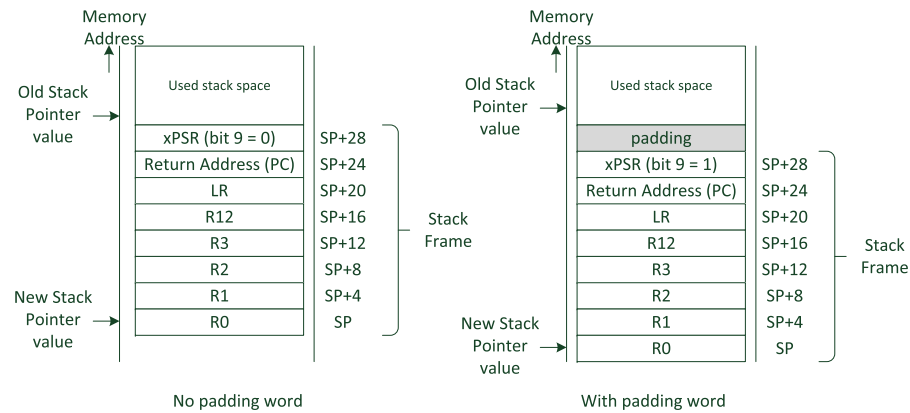 Memory
Address
Old Stack
Pointer
value
Used stack space
xPSR (bit 9 = 0)
SP+28
Return Address (PC)
SP+24
LR
SP+20
R12
SP+16
R3
SP+12
R2
SP+8
R1
SP+4
R0
SP
Stack
Frame
New Stack
Pointer
value
No padding word
Memory
Address
Old Stack
Pointer
value
Used stack space
padding
xPSR (bit 9 = 1)
SP+28
Return Address (PC)
SP+24
LR
SP+20
R12
SP+16
R3
SP+12
R2
SP+8
R1
SP+4
R0
SP
Stack
Frame
New Stack
Pointer
value
With padding word